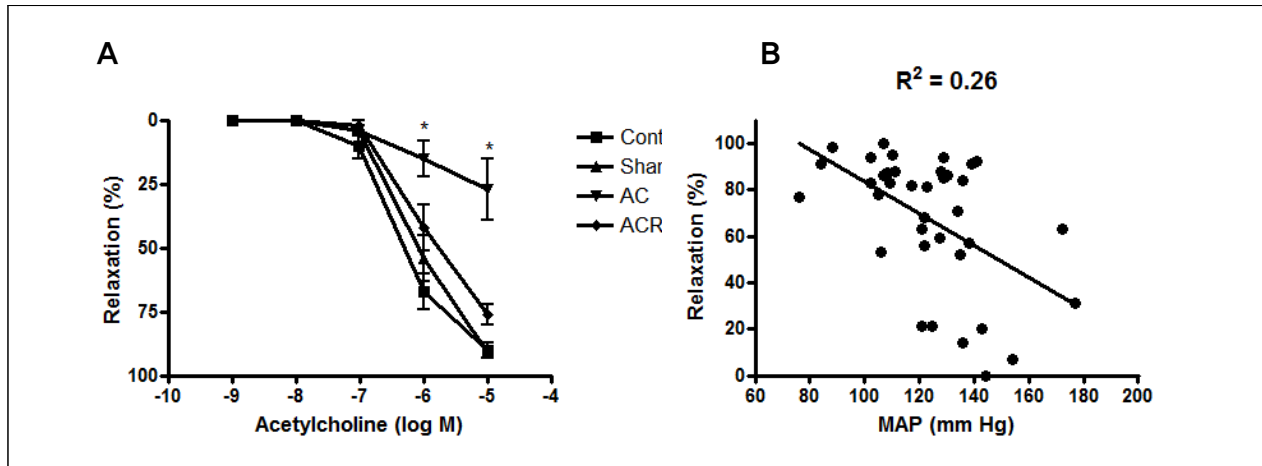 A
B
R² = 0.26
Relaxation (%)
0
25
50
75
100
-10
-9
-8
-7
-6
-5
-4
Acetylcholine (log M)
*
*
Cont
Shar
AC
ACR
Relaxation (%)
100
80
60
40
20
0
60
80
100
120
140
160
180
200
MAP (mm Hg)